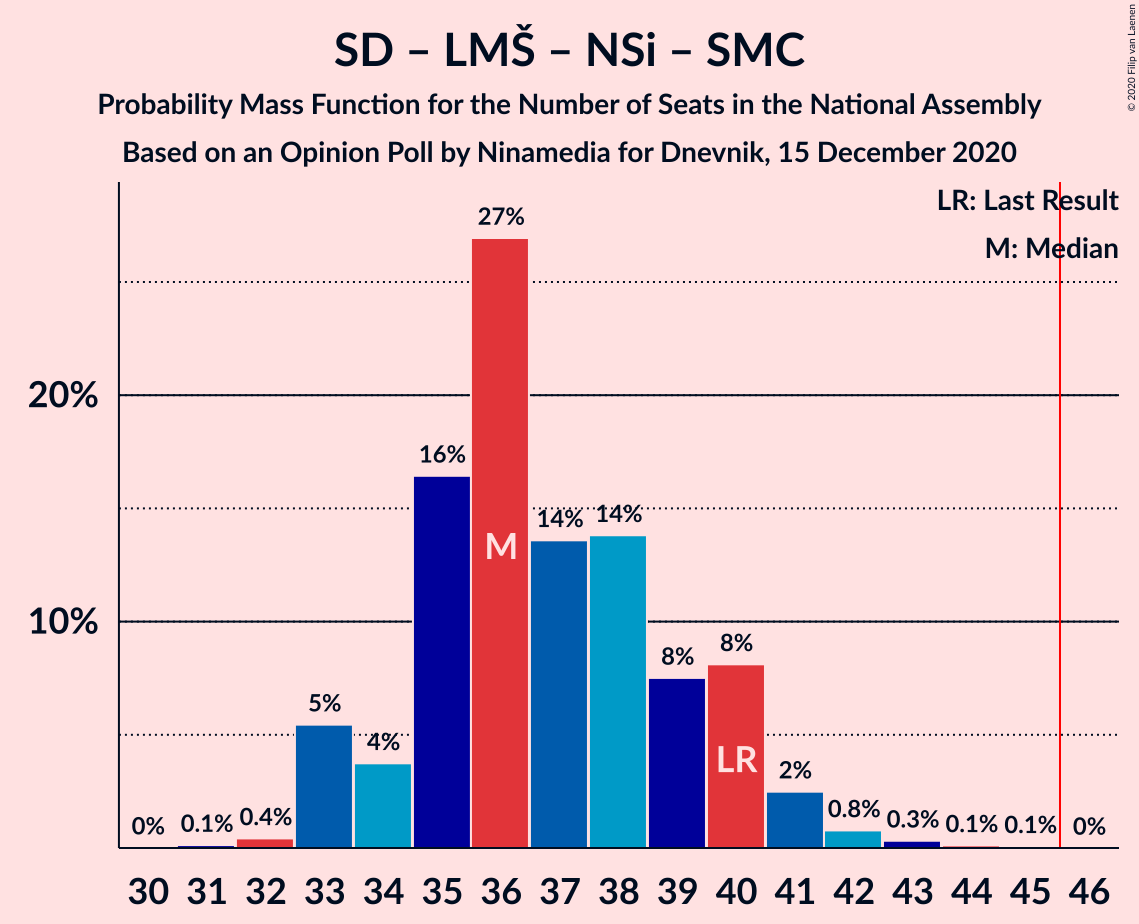 SD – LMŠ – NSi – SMC
Probability Mass Function for the Number of Seats in the National Assembly
Based on an Opinion Poll by Ninamedia for Dnevnik, 15 December 2020
© 2020 Filip van Laenen
LR: Last Result
M: Median
20%
10%
0% 0.1% 0.4% 5% 4% 16% 27% 14% 14% 8% 8% 2% 0.8% 0.3% 0.1% 0.1% 0%
M
LR
30 31 32 33 34 35 36 37 38 39 40 41 42 43 44 45 46